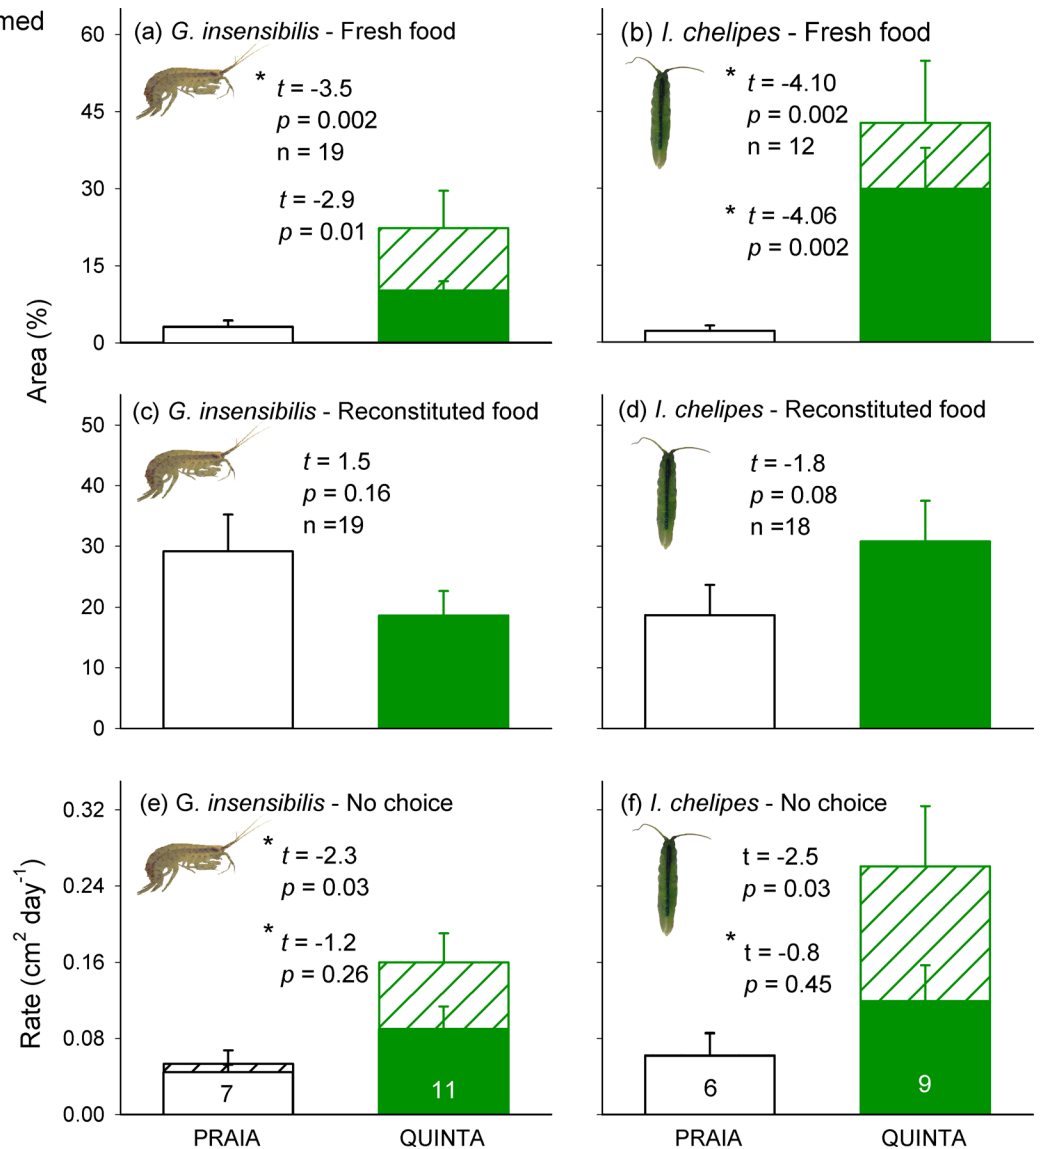 med
Area (%)
60
45
30
15
0
(a) G. insensibilis - Fresh food
* t = -3.5
p = 0.002
n = 19
t = -2.9
p = 0.01
(b) I. chelipes - Fresh food
* t = -4.10
p = 0.002
n = 12
* t = -4.06
p = 0.002
50
40
30
20
10
0
(c) G. insensibilis - Reconstituted food
t = 1.5
p = 0.16
n =19
(d) I. chelipes - Reconstituted food
t = -1.8
p = 0.08
n =18
Rate (cm² day⁻¹)
0.32
0.24
0.16
0.08
0.00
(e) G. insensibilis - No choice
* t = -2.3
p = 0.03
* t = -1.2
p = 0.26
7
11
(f) I. chelipes - No choice
t = -2.5
p = 0.03
* t = -0.8
p = 0.45
6
9
PRAIA
QUINTA
PRAIA
QUINTA